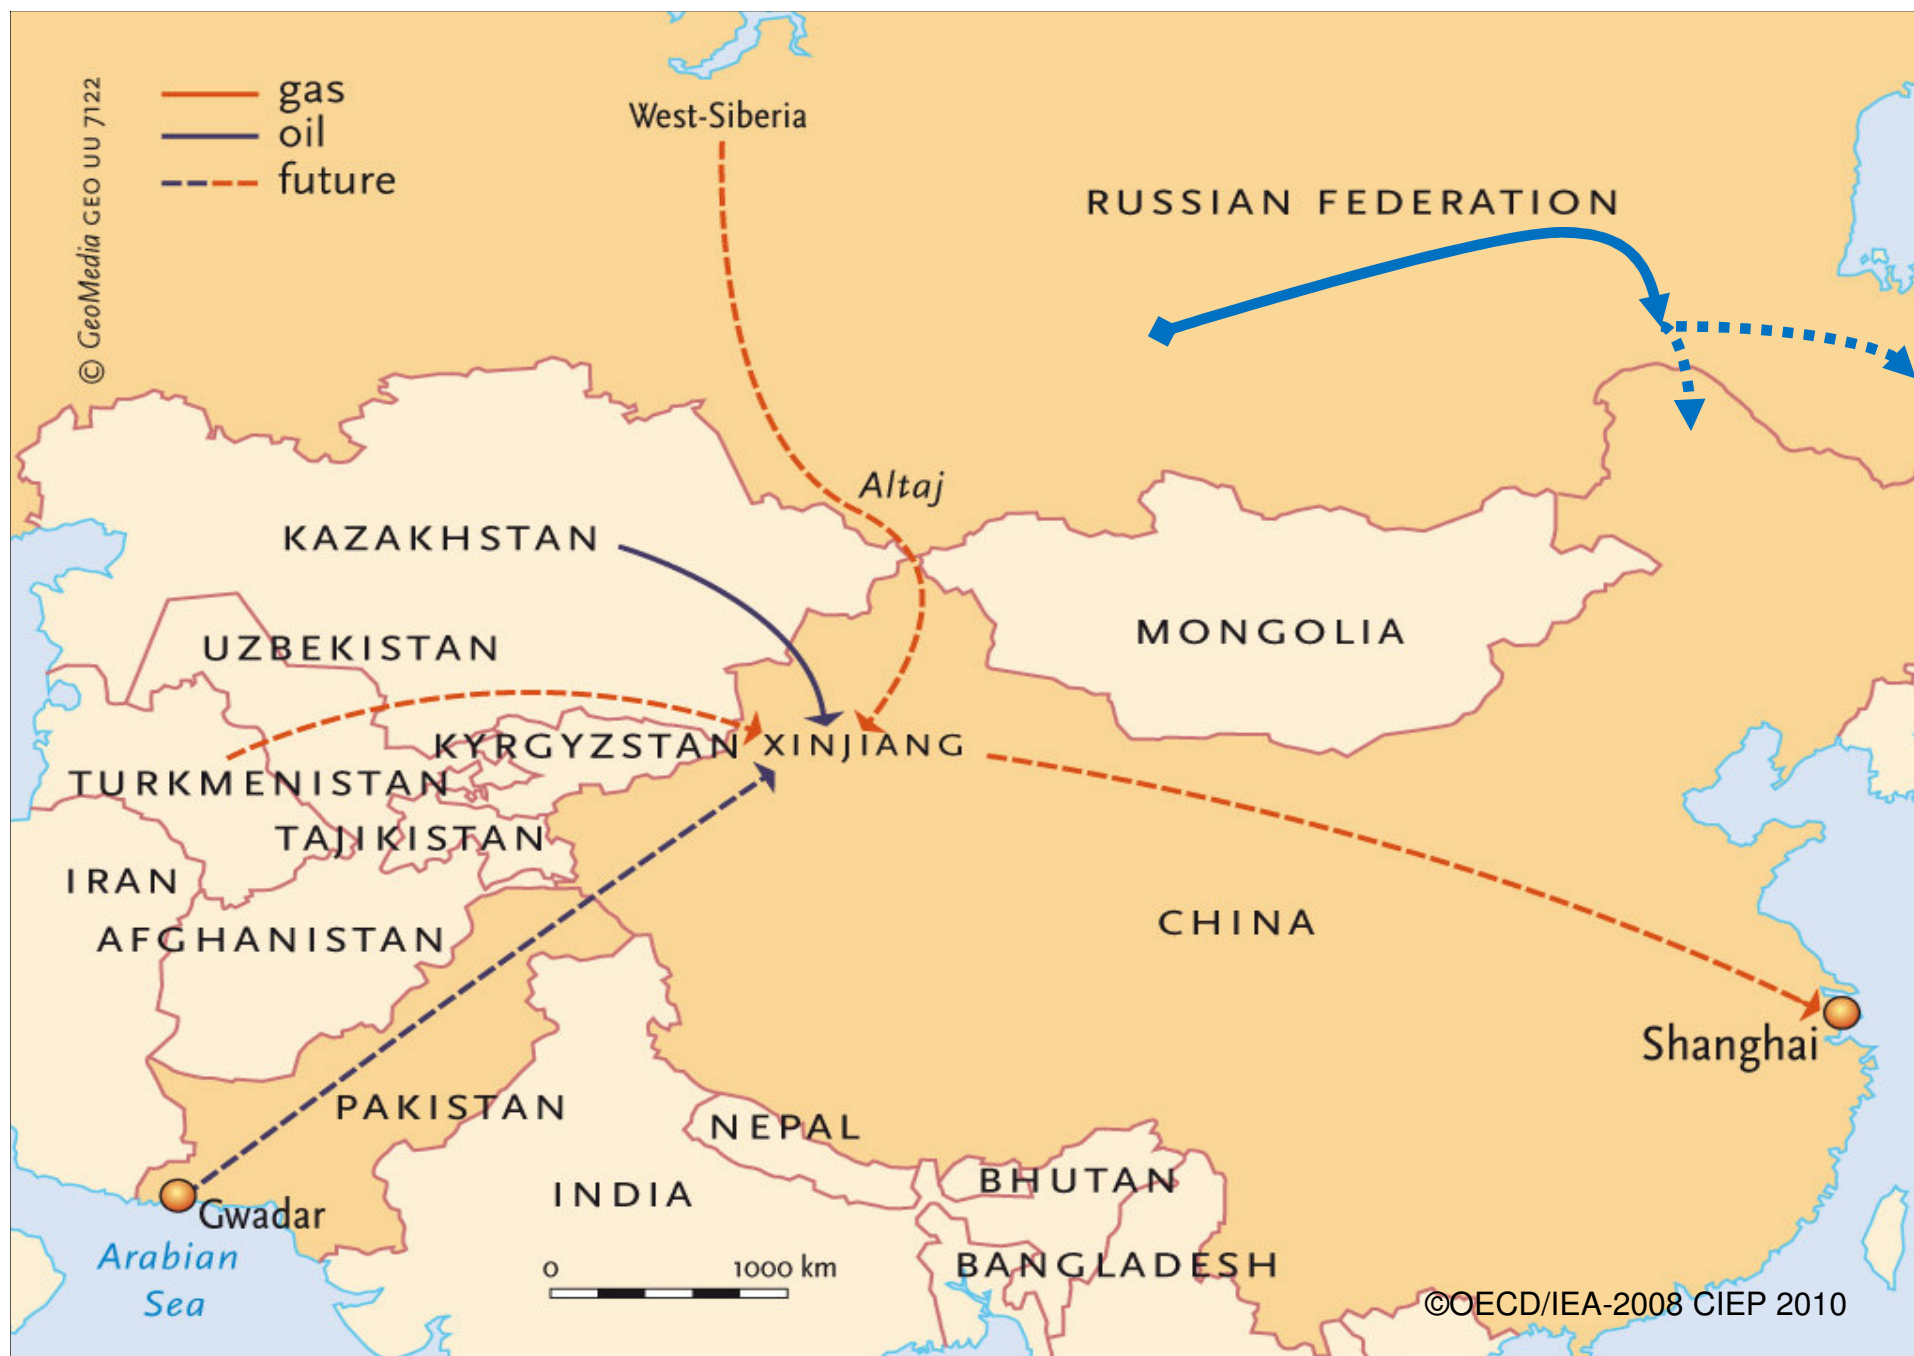 © GeoMedia GEO UU 7122
gas
oil
future
West-Siberia
RUSSIAN FEDERATION
Altaj
KAZAKHSTAN
MONGOLIA
UZBEKISTAN
KYRGYZSTAN
XINJIANG
TURKMENISTAN
TAJIKISTAN
IRAN
AFGHANISTAN
CHINA
Shanghai
PAKISTAN
NEPAL
BHUTAN
INDIA
Gwadar
Arabian
Sea
BANGLADESH
0 1000 km
©OECD/IEA-2008 CIEP 2010